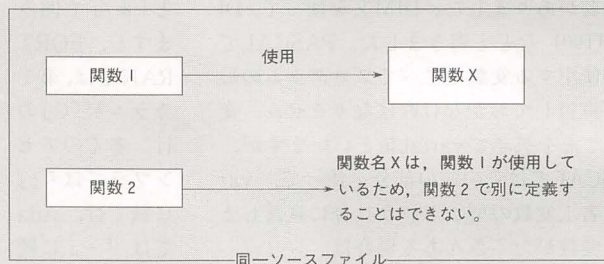 使用
関数1
関数X
関数2
関数名Xは，関数1が使用して
いるため，関数2で別に定義す
ることはできない。
同一ソースファイル